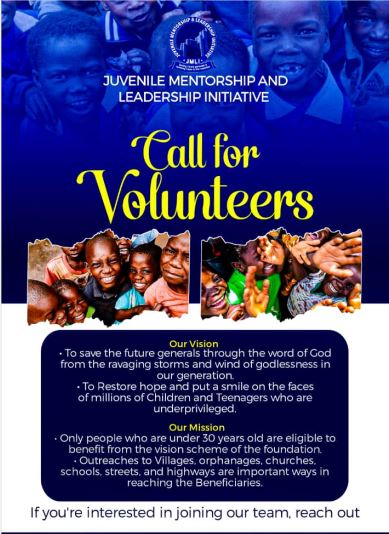 JUVENILE MENTORSHIP & LEADERSHIP INITIATIVE
JMLI
JUVENILE MENTORSHIP AND
LEADERSHIP INITIATIVE
Call for
Volunteers
Our Vision
• To save the future generals through the word of God
from the ravaging storms and wind of godlessness in
our generation.
• To Restore hope and put a smile on the faces
of millions of Children and Teenagers who are
underprivileged.
Our Mission
• Only people who are under 30 years old are eligible to
benefit from the vision scheme of the foundation.
• Outreaches to Villages, orphanages, churches,
schools, streets, and highways are important ways in
reaching the Beneficiaries.
If you're interested in joining our team, reach out